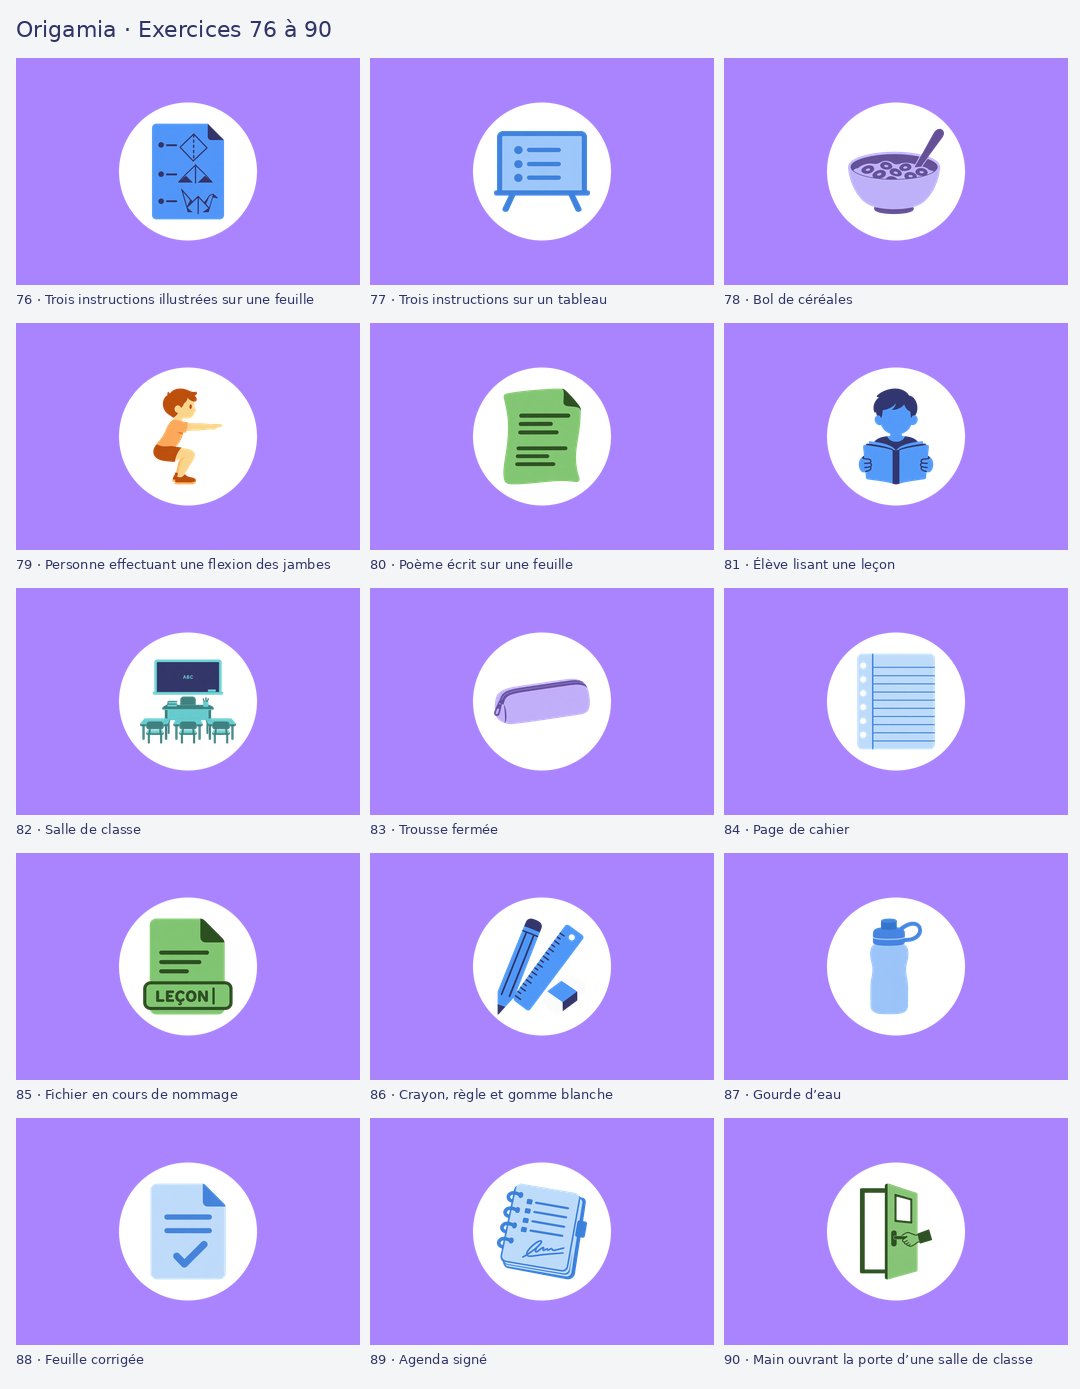 Origamia · Exercices 76 à 90
76 · Trois instructions illustrées sur une feuille
77 · Trois instructions sur un tableau
78 · Bol de céréales
79 · Personne effectuant une flexion des jambes
80 · Poème écrit sur une feuille
81 · Élève lisant une leçon
ABC
82 · Salle de classe
83 · Trousse fermée
84 · Page de cahier
LEÇON
85 · Fichier en cours de nommage
86 · Crayon, règle et gomme blanche
87 · Gourde d’eau
88 · Feuille corrigée
89 · Agenda signé
90 · Main ouvrant la porte d’une salle de classe